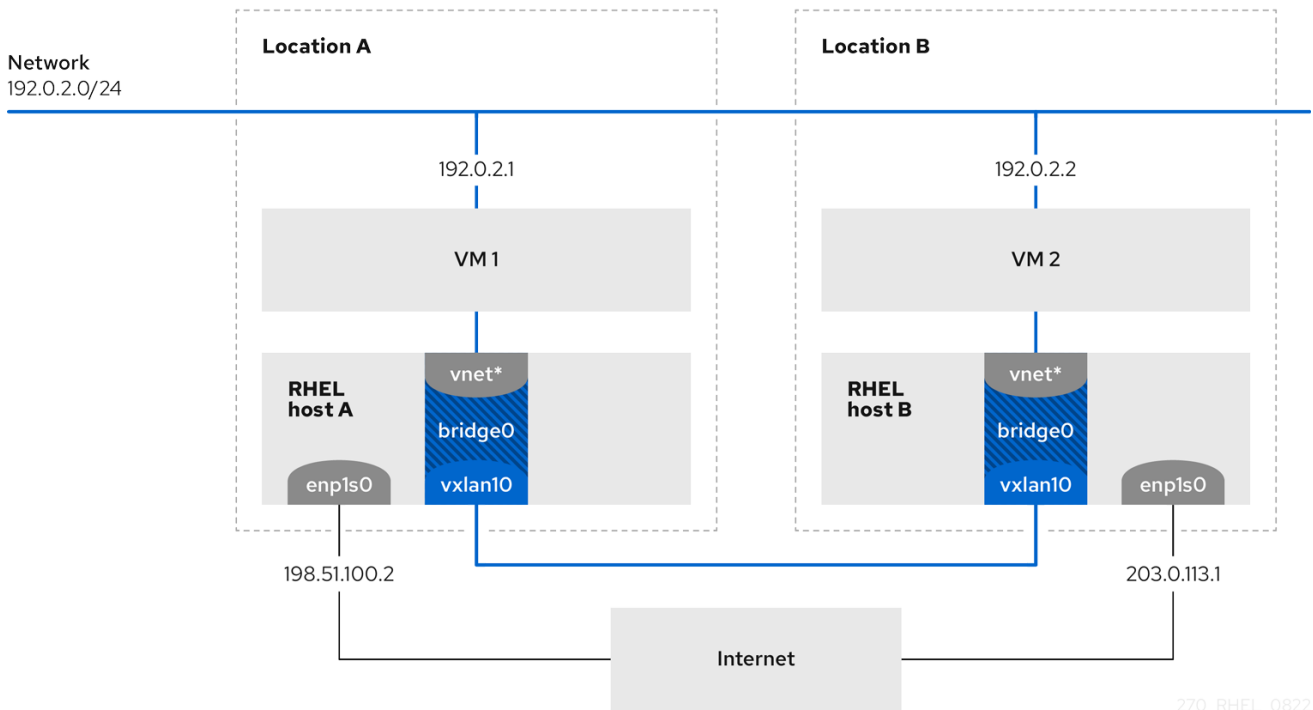 Location A
Location B
Network
192.0.2.0/24
192.0.2.1
192.0.2.2
VM 1
VM 2
vnet*
vnet*
RHEL
host A
RHEL
host B
bridge0
bridge0
enp1s0
vxlan10
vxlan10
enp1s0
198.51.100.2
203.0.113.1
Internet
270_RHEL_0822